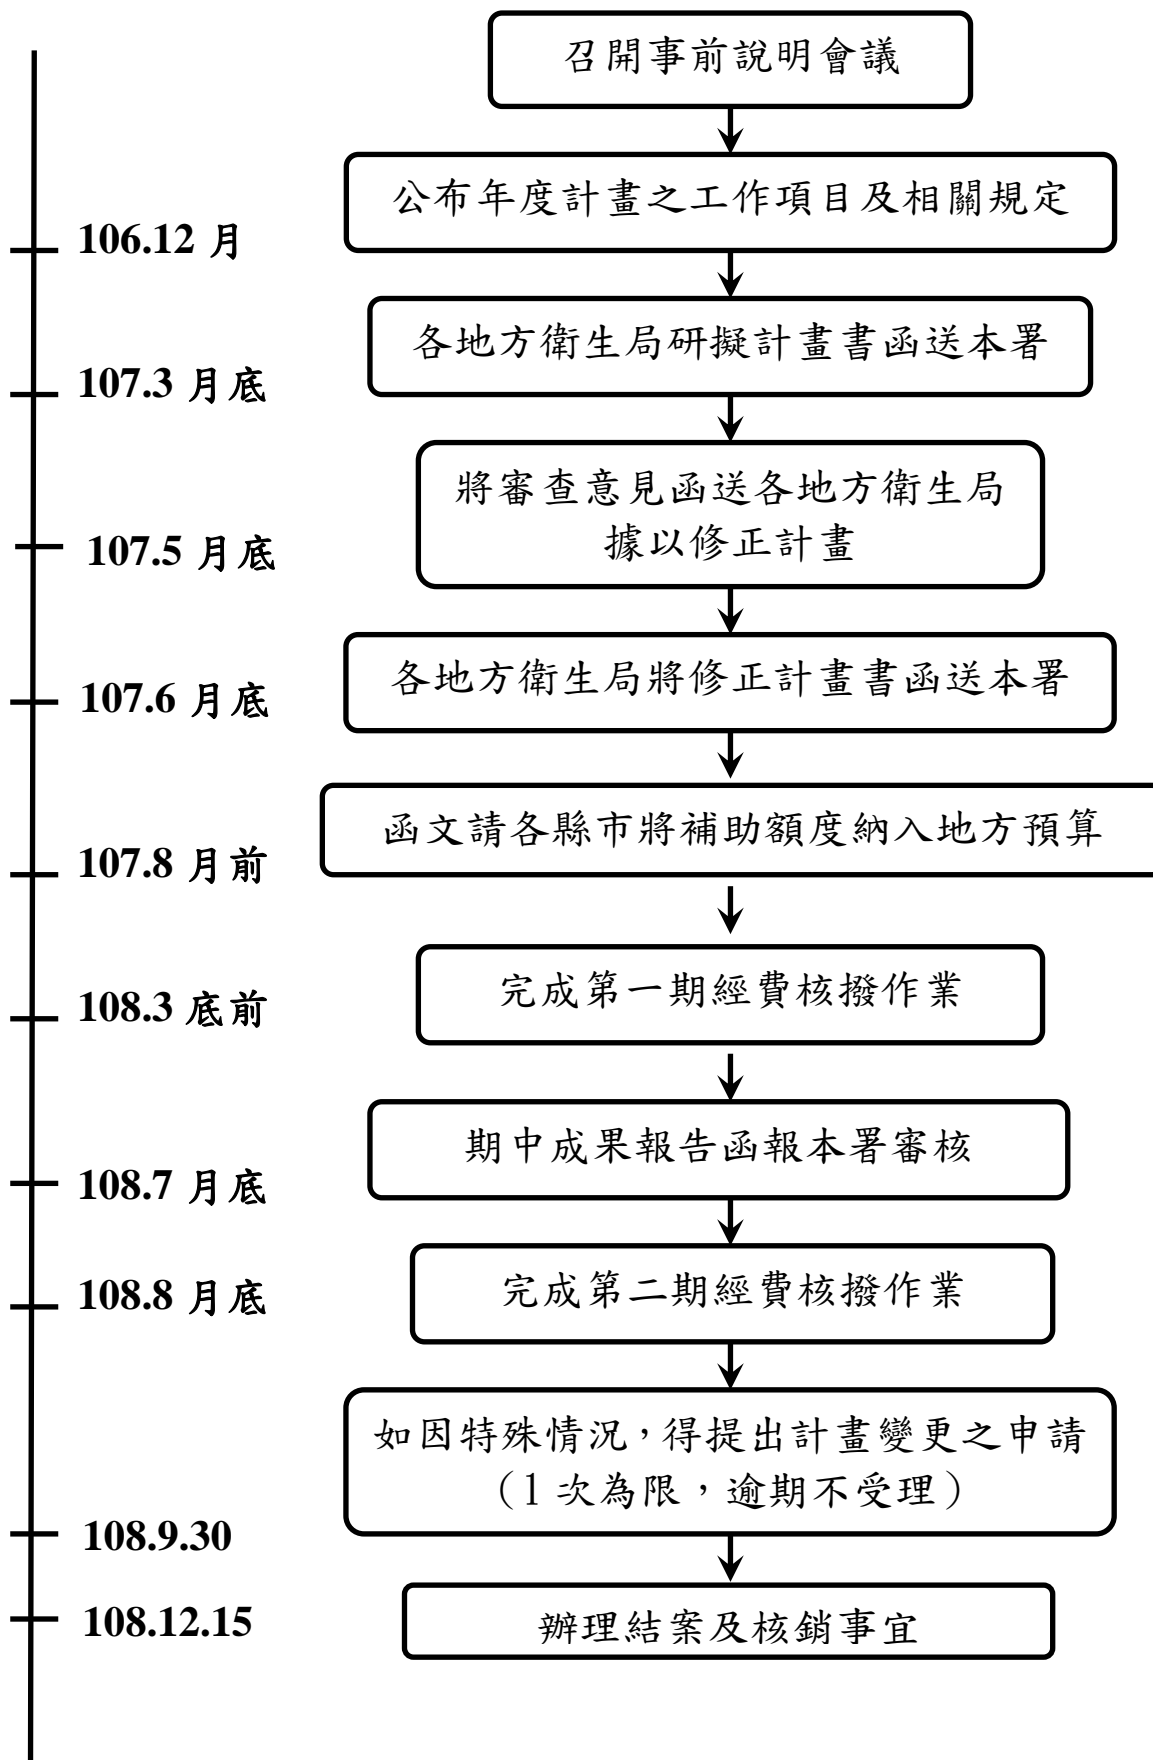 召開事前說明會議
公布年度計畫之工作項目及相關規定
106.12 月
各地方衛生局研擬計畫書函送本署
107.3 月底
將審查意見函送各地方衛生局
據以修正計畫
107.5 月底
各地方衛生局將修正計畫書函送本署
107.6 月底
函文請各縣市將補助額度納入地方預算
107.8 月前
完成第一期經費核撥作業
108.3 底前
期中成果報告函報本署審核
108.7 月底
完成第二期經費核撥作業
108.8 月底
如因特殊情況，得提出計畫變更之申請
（1 次為限，逾期不受理）
108.9.30
辦理結案及核銷事宜
108.12.15